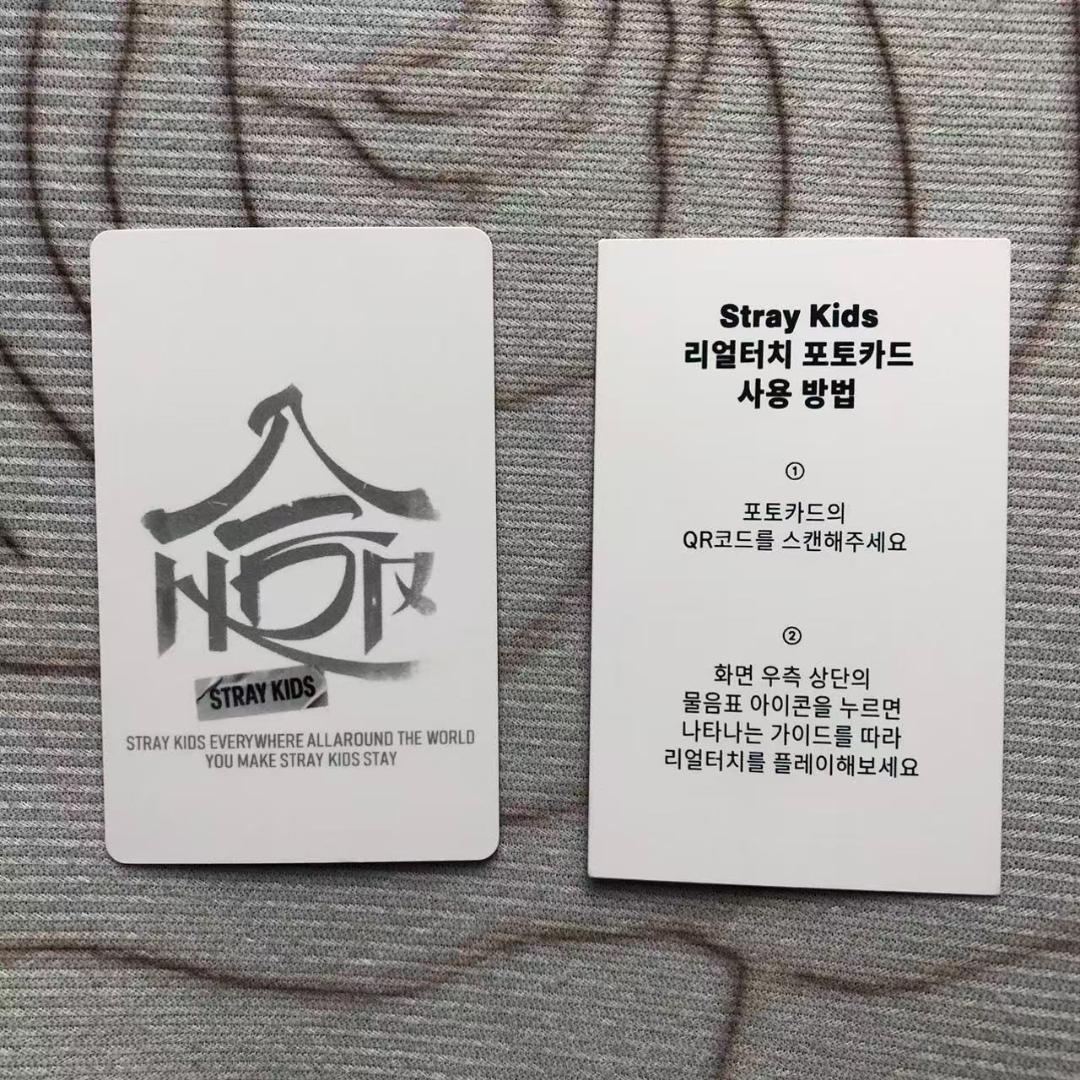 STRAY KIDS
STRAY KIDS EVERYWHERE ALLAROUND THE WORLD
YOU MAKE STRAY KIDS STAY
Stray Kids
리얼터치 포토카드
사용 방법
①
포토카드의
QR코드를 스캔해주세요
②
화면 우측 상단의
물음표 아이콘을 누르면
나타나는 가이드를 따라
리얼터치를 플레이해보세요